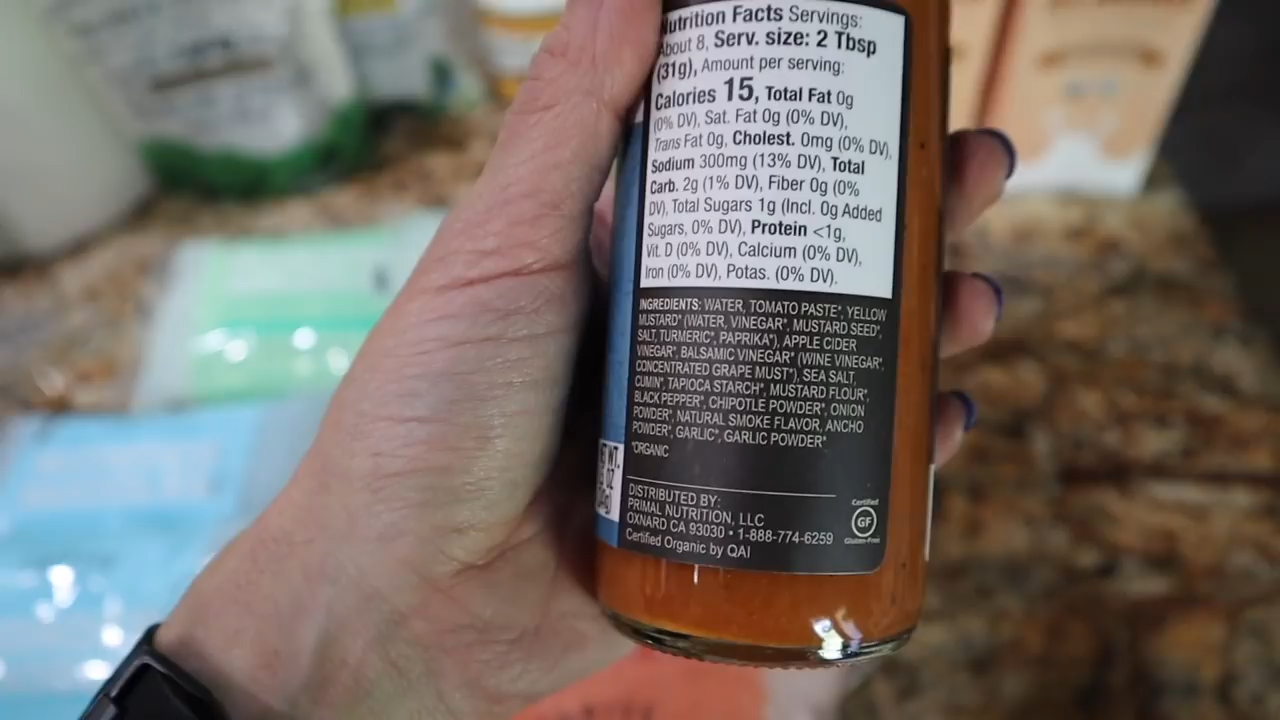 Nutrition Facts Servings:
About 8, Serv. size: 2 Tbsp
(31g), Amount per serving:
Calories 15, Total Fat 0g
(0% DV), Sat. Fat 0g (0% DV),
Trans Fat 0g, Cholest. 0mg (0% DV),
Sodium 300mg (13% DV), Total
Carb. 2g (1% DV), Fiber 0g (0%
DV), Total Sugars 1g (Incl. 0g Added
Sugars, 0% DV), Protein <1g,
Vit. D (0% DV), Calcium (0% DV),
Iron (0% DV), Potas. (0% DV).
INGREDIENTS: WATER, TOMATO PASTE*, YELLOW
MUSTARD* (WATER, VINEGAR*, MUSTARD SEED*,
SALT, TURMERIC*, PAPRIKA*), APPLE CIDER
VINEGAR*, BALSAMIC VINEGAR* (WINE VINEGAR*,
CONCENTRATED GRAPE MUST*), SEA SALT,
CUMIN*, TAPIOCA STARCH*, MUSTARD FLOUR*,
BLACK PEPPER*, CHIPOTLE POWDER*, ONION
POWDER*, NATURAL SMOKE FLAVOR, ANCHO
POWDER*, GARLIC*, GARLIC POWDER*
*ORGANIC
DISTRIBUTED BY:
PRIMAL NUTRITION, LLC
OXNARD CA 93030 • 1-888-774-6259
Certified Organic by QAI
Certified
GF
Gluten-Free
WT.
OZ